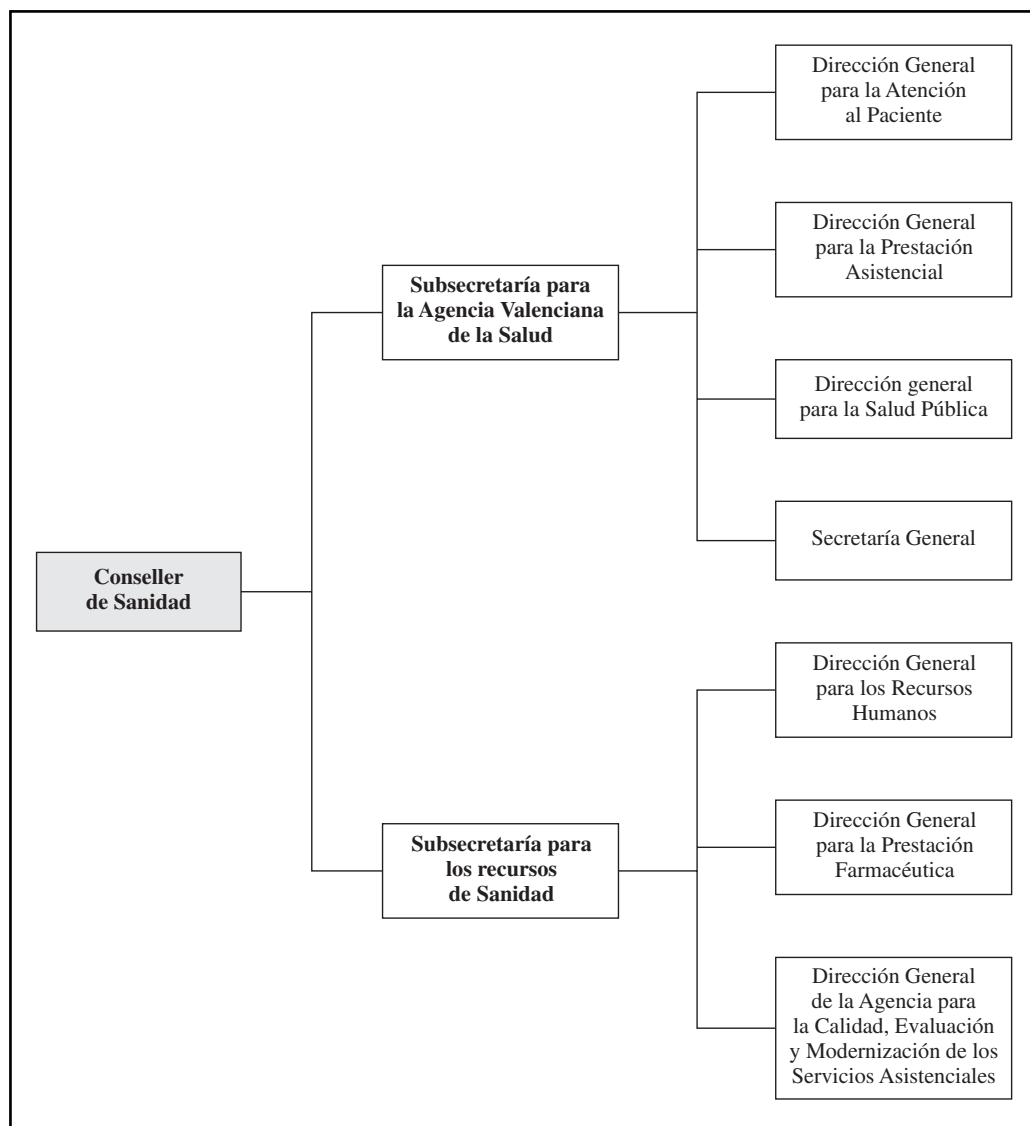 Conseller
de Sanidad
Subsecretaría para
la Agencia Valenciana
de la Salud
Dirección General
para la Atención
al Paciente
Dirección General
para la Prestación
Asistencial
Dirección general
para la Salud Pública
Secretaría General
Subsecretaría para
los recursos
de Sanidad
Dirección General
para los Recursos
Humanos
Dirección General
para la Prestación
Farmacéutica
Dirección General
de la Agencia para
la Calidad, Evaluación
y Modernización de los
Servicios Asistenciales